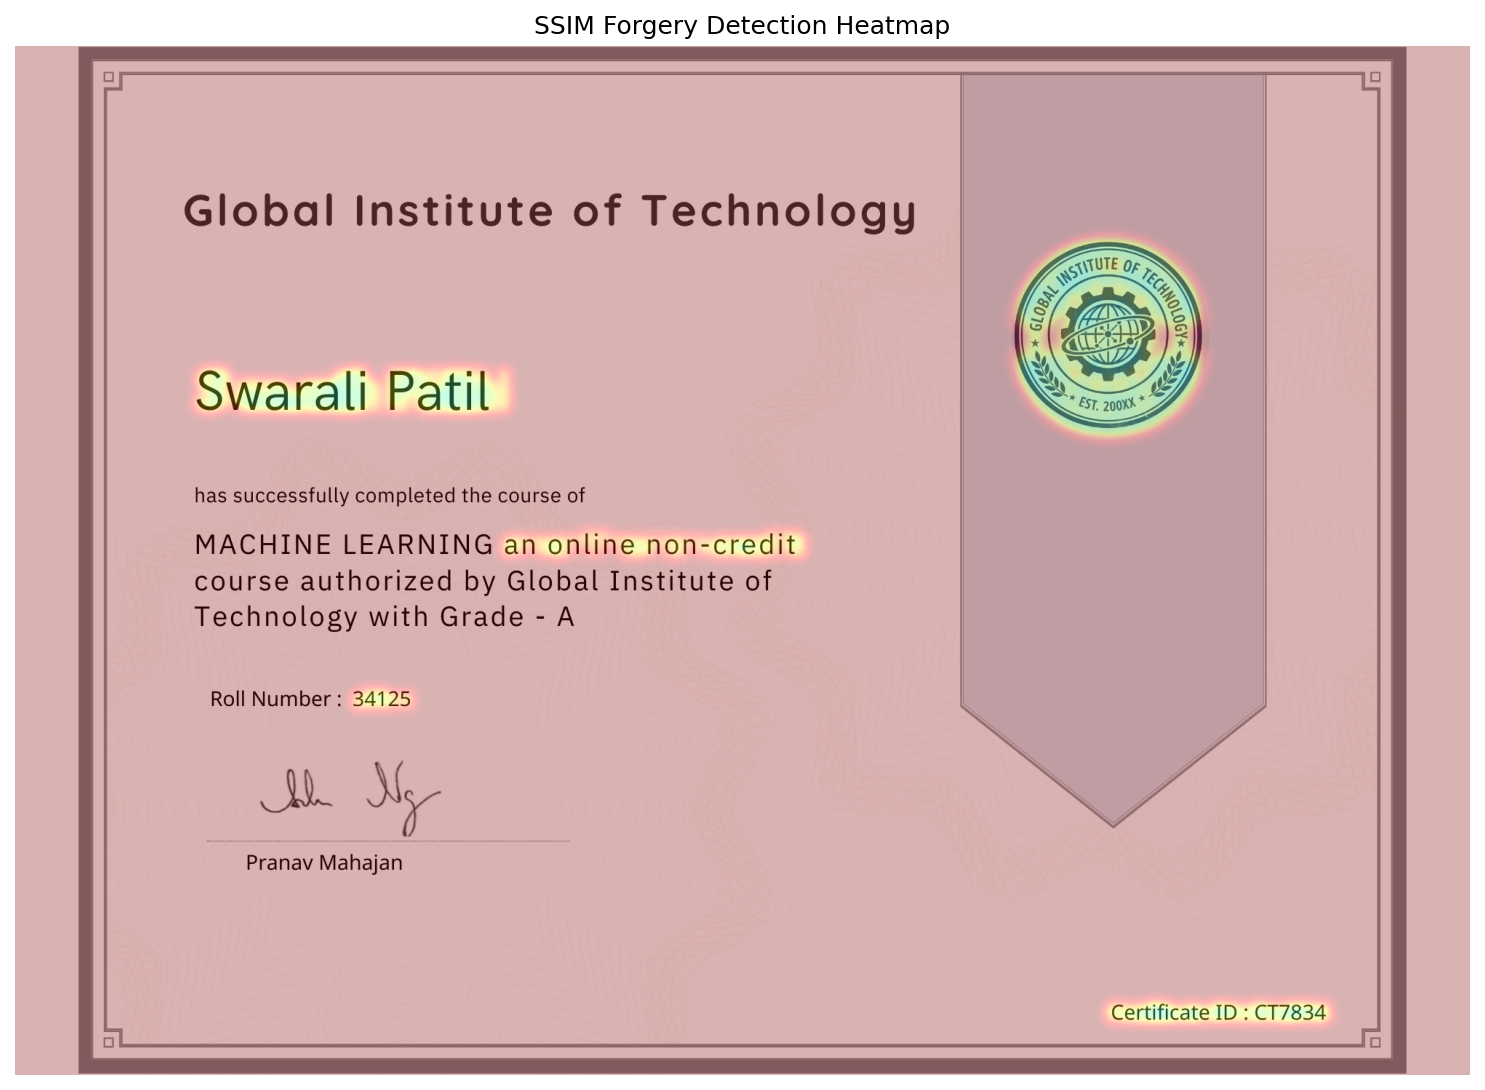 SSIM Forgery Detection Heatmap
Global Institute of Technology
GLOBAL INSTITUTE OF TECHNOLOGY
EST. 200XX
Swarali Patil
has successfully completed the course of
MACHINE LEARNING an online non-credit
course authorized by Global Institute of
Technology with Grade - A
Roll Number : 34125
Pranav Mahajan
Certificate ID : CT7834